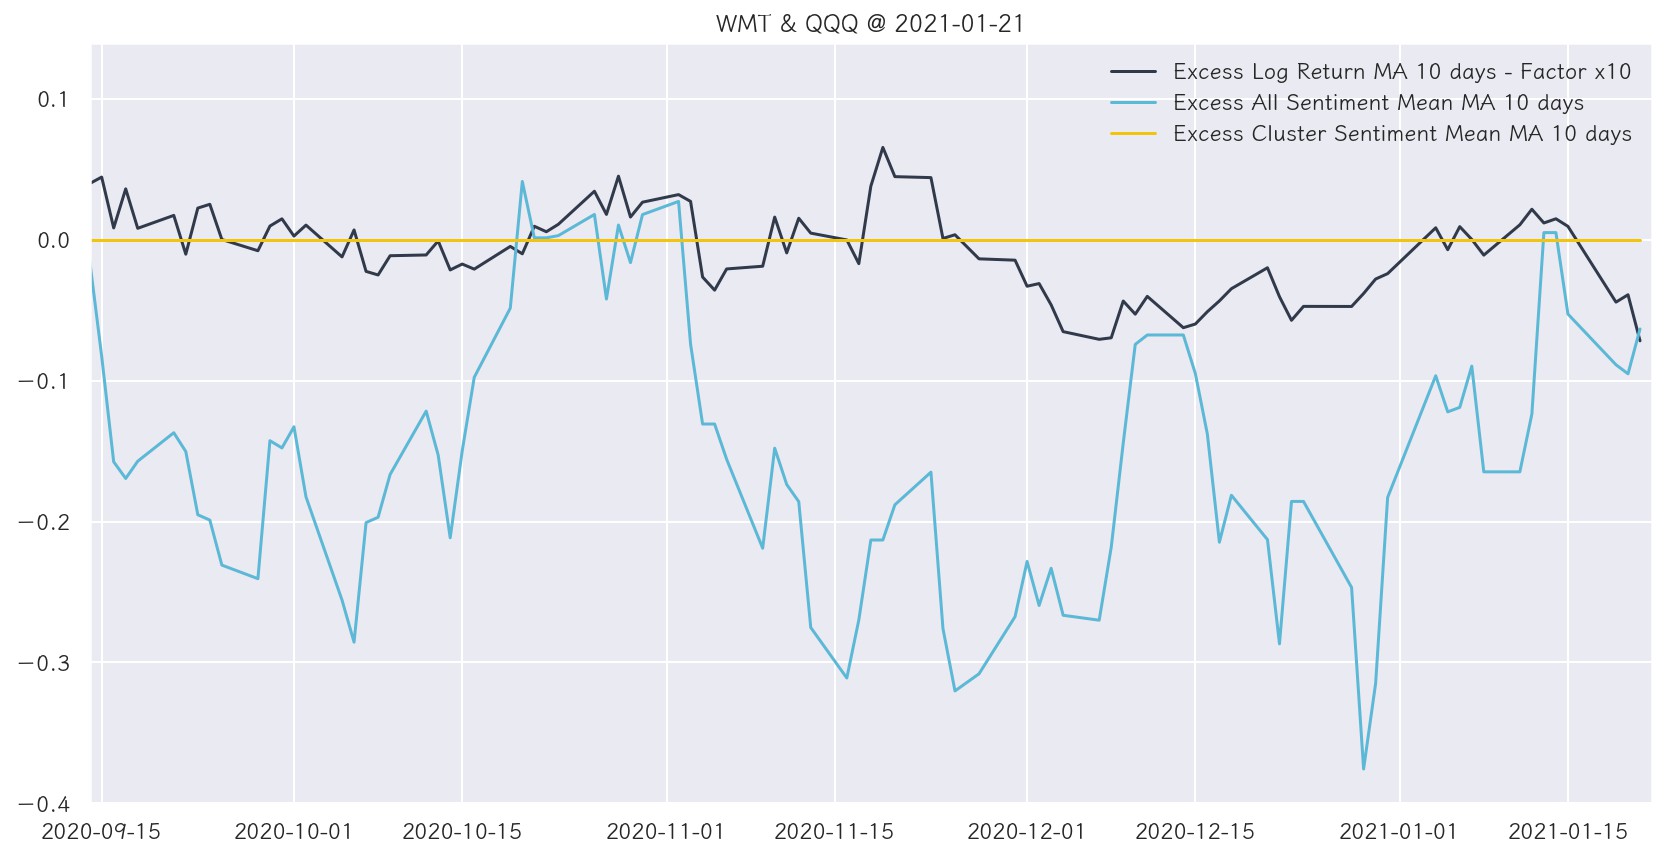 WMT & QQQ @ 2021-01-21
Excess Log Return MA 10 days - Factor x10
Excess All Sentiment Mean MA 10 days
Excess Cluster Sentiment Mean MA 10 days
0.1
0.0
−0.1
−0.2
−0.3
−0.4
2020-09-15 2020-10-01 2020-10-15 2020-11-01 2020-11-15 2020-12-01 2020-12-15 2021-01-01 2021-01-15